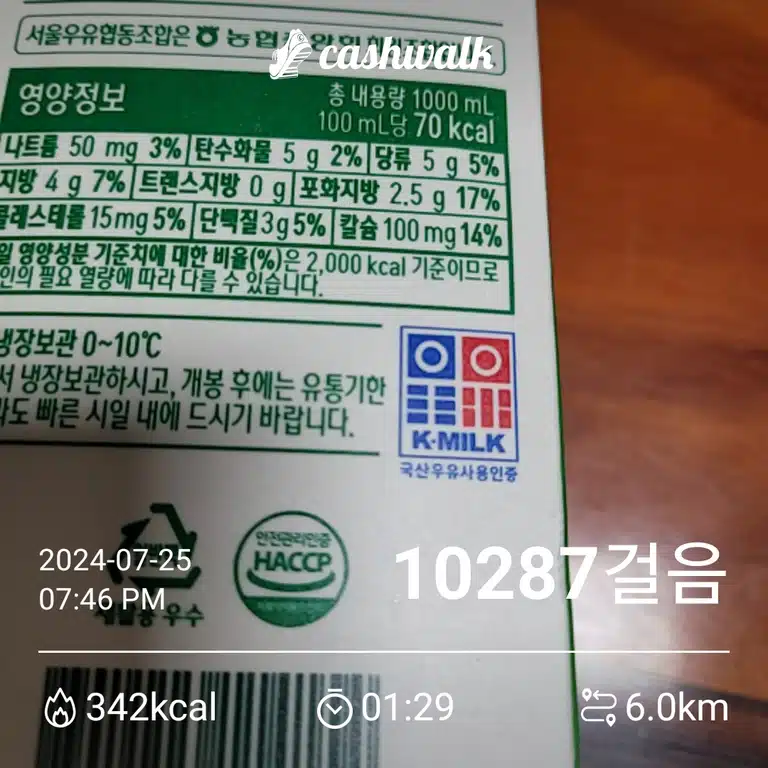 서울우유협동조합은 농협
cashwalk
영양정보
총 내용량 1000 mL
100 mL당 70 kcal
나트륨 50 mg 3% 탄수화물 5 g 2% 당류 5 g 5%
지방 4 g 7% 트랜스지방 0 g 포화지방 2.5 g 17%
콜레스테롤 15mg 5% 단백질 3g 5% 칼슘 100 mg 14%
일 영양성분 기준치에 대한 비율(%)은 2,000 kcal 기준이므로
인의 필요 열량에 따라 다를 수 있습니다.
냉장보관 0~10℃
서 냉장보관하시고, 개봉 후에는 유통기한
라도 빠른 시일 내에 드시기 바랍니다.
K·MILK
국산우유사용인증
안전관리인증
HACCP
2024-07-25
07:46 PM
우수
10287걸음
342kcal
01:29
6.0km